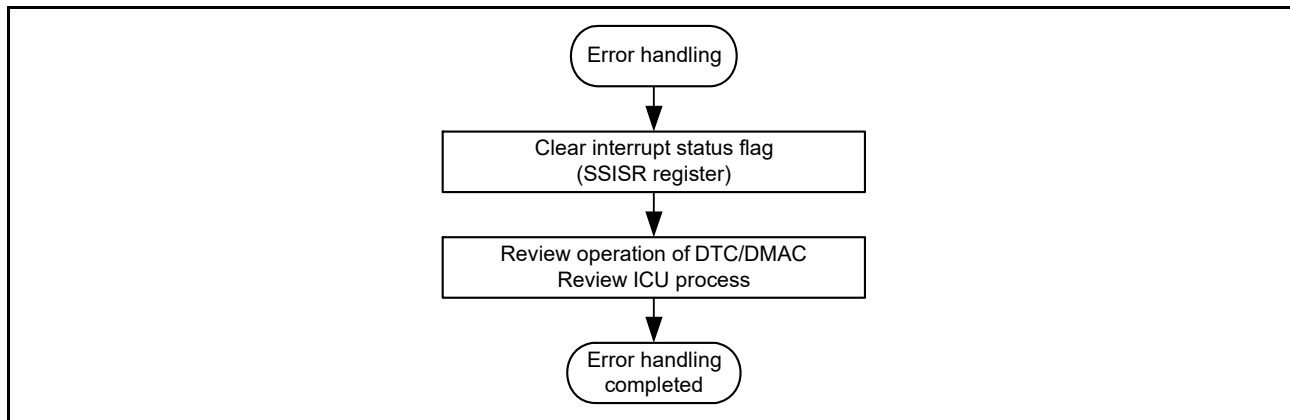 Error handling
Clear interrupt status flag
(SSISR register)
Review operation of DTC/DMAC
Review ICU process
Error handling
completed